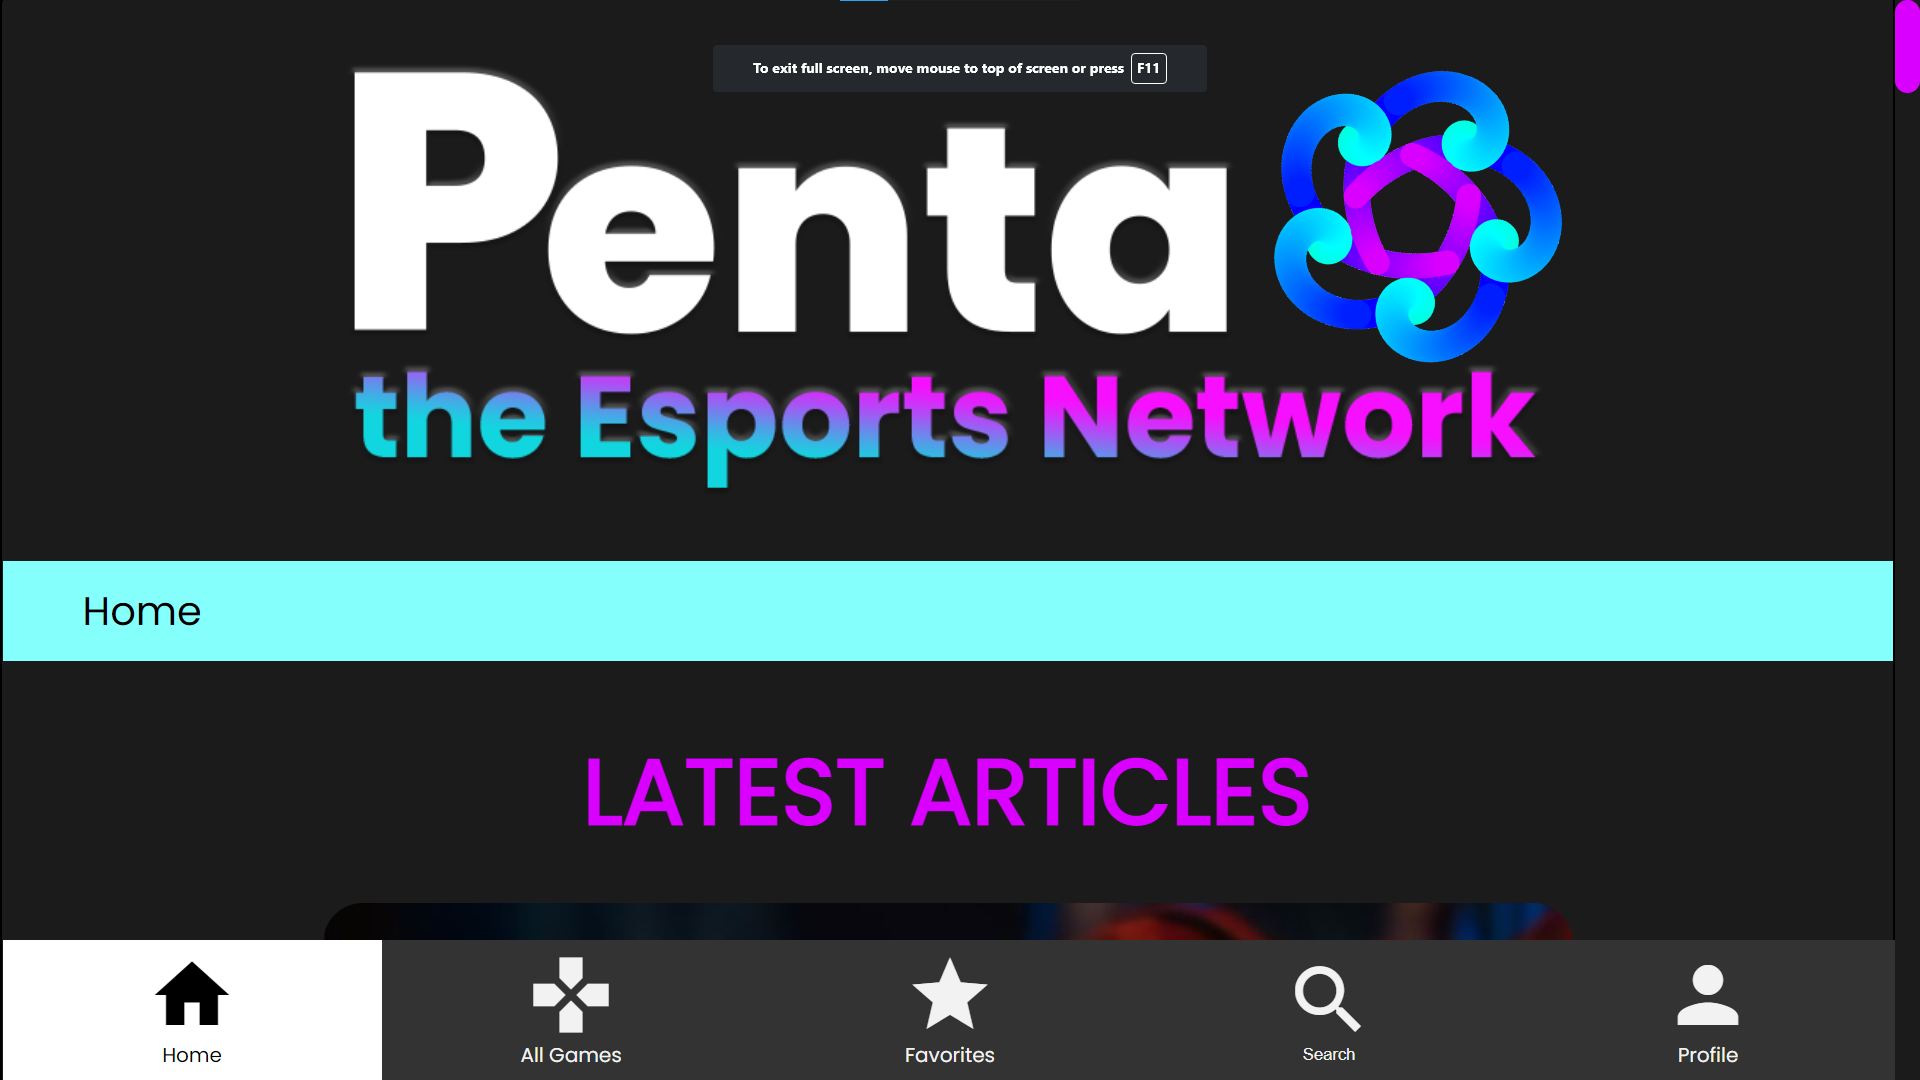 To exit full screen, move mouse to top of screen or press F11
Penta
the Esports Network
Home
LATEST ARTICLES
Home
All Games
Favorites
Search
Profile